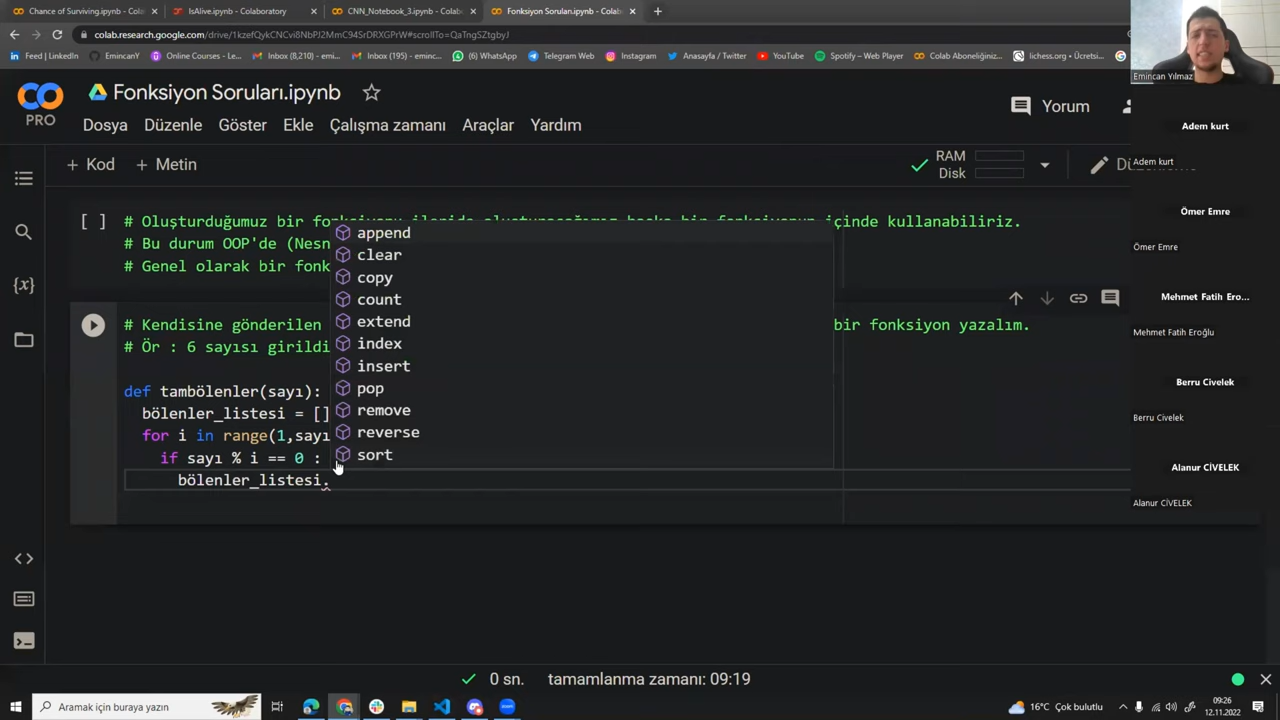 Chance of Surviving.ipynb - Colab
IsAlive.ipynb - Colaboratory
CNN_Notebook_3.ipynb - Colab
Fonksiyon Soruları.ipynb - Colab
colab.research.google.com/drive/1kzefQykCNCvi8NbPJ2MmC94SrDRXGPrW#scrollTo=QaTngSZtgbyJ
Feed | LinkedIn
EmincanY
Online Courses - Le...
Inbox (8,210) - emi...
Inbox (195) - eminc...
(6) WhatsApp
Telegram Web
Instagram
Anasayfa / Twitter
YouTube
Spotify – Web Player
Colab Aboneliğiniz...
lichess.org • Ücretsi...
CO
PRO
Fonksiyon Soruları.ipynb
Yorum
Dosya Düzenle Göster Ekle Çalışma zamanı Araçlar Yardım
+ Kod + Metin
RAM
Disk
[ ] # Oluşturduğumuz bir
içinde kullanabiliriz.
# Bu durum OOP'de (Nesn
# Genel olarak bir fonk
append
clear
copy
count
extend
index
insert
pop
remove
reverse
sort
# Kendisine gönderilen
bir fonksiyon yazalım.
# Ör : 6 sayısı girildi
def tambölenler(sayı):
bölenler_listesi = []
for i in range(1,sayı
if sayı % i == 0 :
bölenler_listesi.
0 sn. tamamlanma zamanı: 09:19
Emincan Yılmaz
Adem kurt
Adem kurt
Ömer Emre
Ömer Emre
Mehmet Fatih Ero...
Mehmet Fatih Eroğlu
Berru Civelek
Berru Civelek
Alanur CİVELEK
Alanur CİVELEK
Aramak için buraya yazın
16°C Çok bulutlu
09:26
12.11.2022